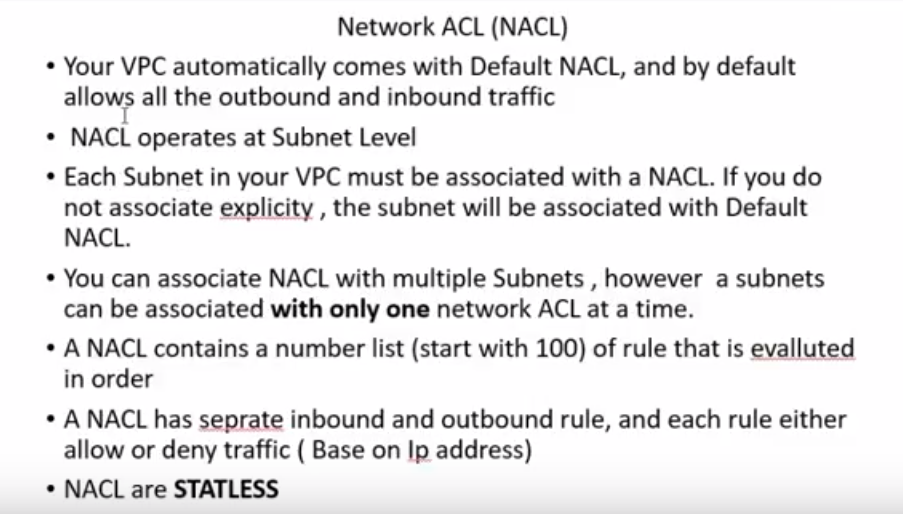 Network ACL (NACL)
• Your VPC automatically comes with Default NACL, and by default
allows all the outbound and inbound traffic
• NACL operates at Subnet Level
• Each Subnet in your VPC must be associated with a NACL. If you do
not associate explicity , the subnet will be associated with Default
NACL.
• You can associate NACL with multiple Subnets , however a subnets
can be associated with only one network ACL at a time.
• A NACL contains a number list (start with 100) of rule that is evalluted
in order
• A NACL has seprate inbound and outbound rule, and each rule either
allow or deny traffic ( Base on Ip address)
• NACL are STATLESS